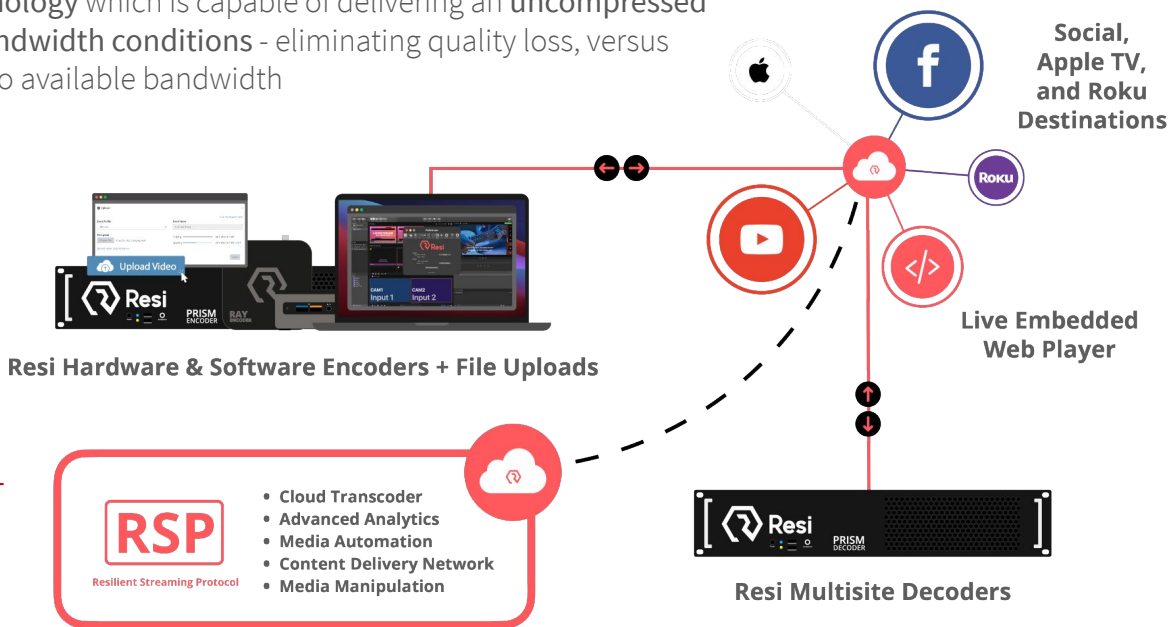 which is capable of delivering an uncompressed
conditions - eliminating quality loss, versus
available bandwidth
Social,
Apple TV,
and Roku
Destinations
f
Roku
</>
Upload Video
Resi
PRISM
ENCODER
RAY
ENCODER
Resi
CAM1
Input 1
CAM2
Input 2
Live Embedded
Web Player
Resi Hardware & Software Encoders + File Uploads
RSP
Resilient Streaming Protocol
• Cloud Transcoder
• Advanced Analytics
• Media Automation
• Content Delivery Network
• Media Manipulation
Resi
PRISM
DECODER
Resi Multisite Decoders